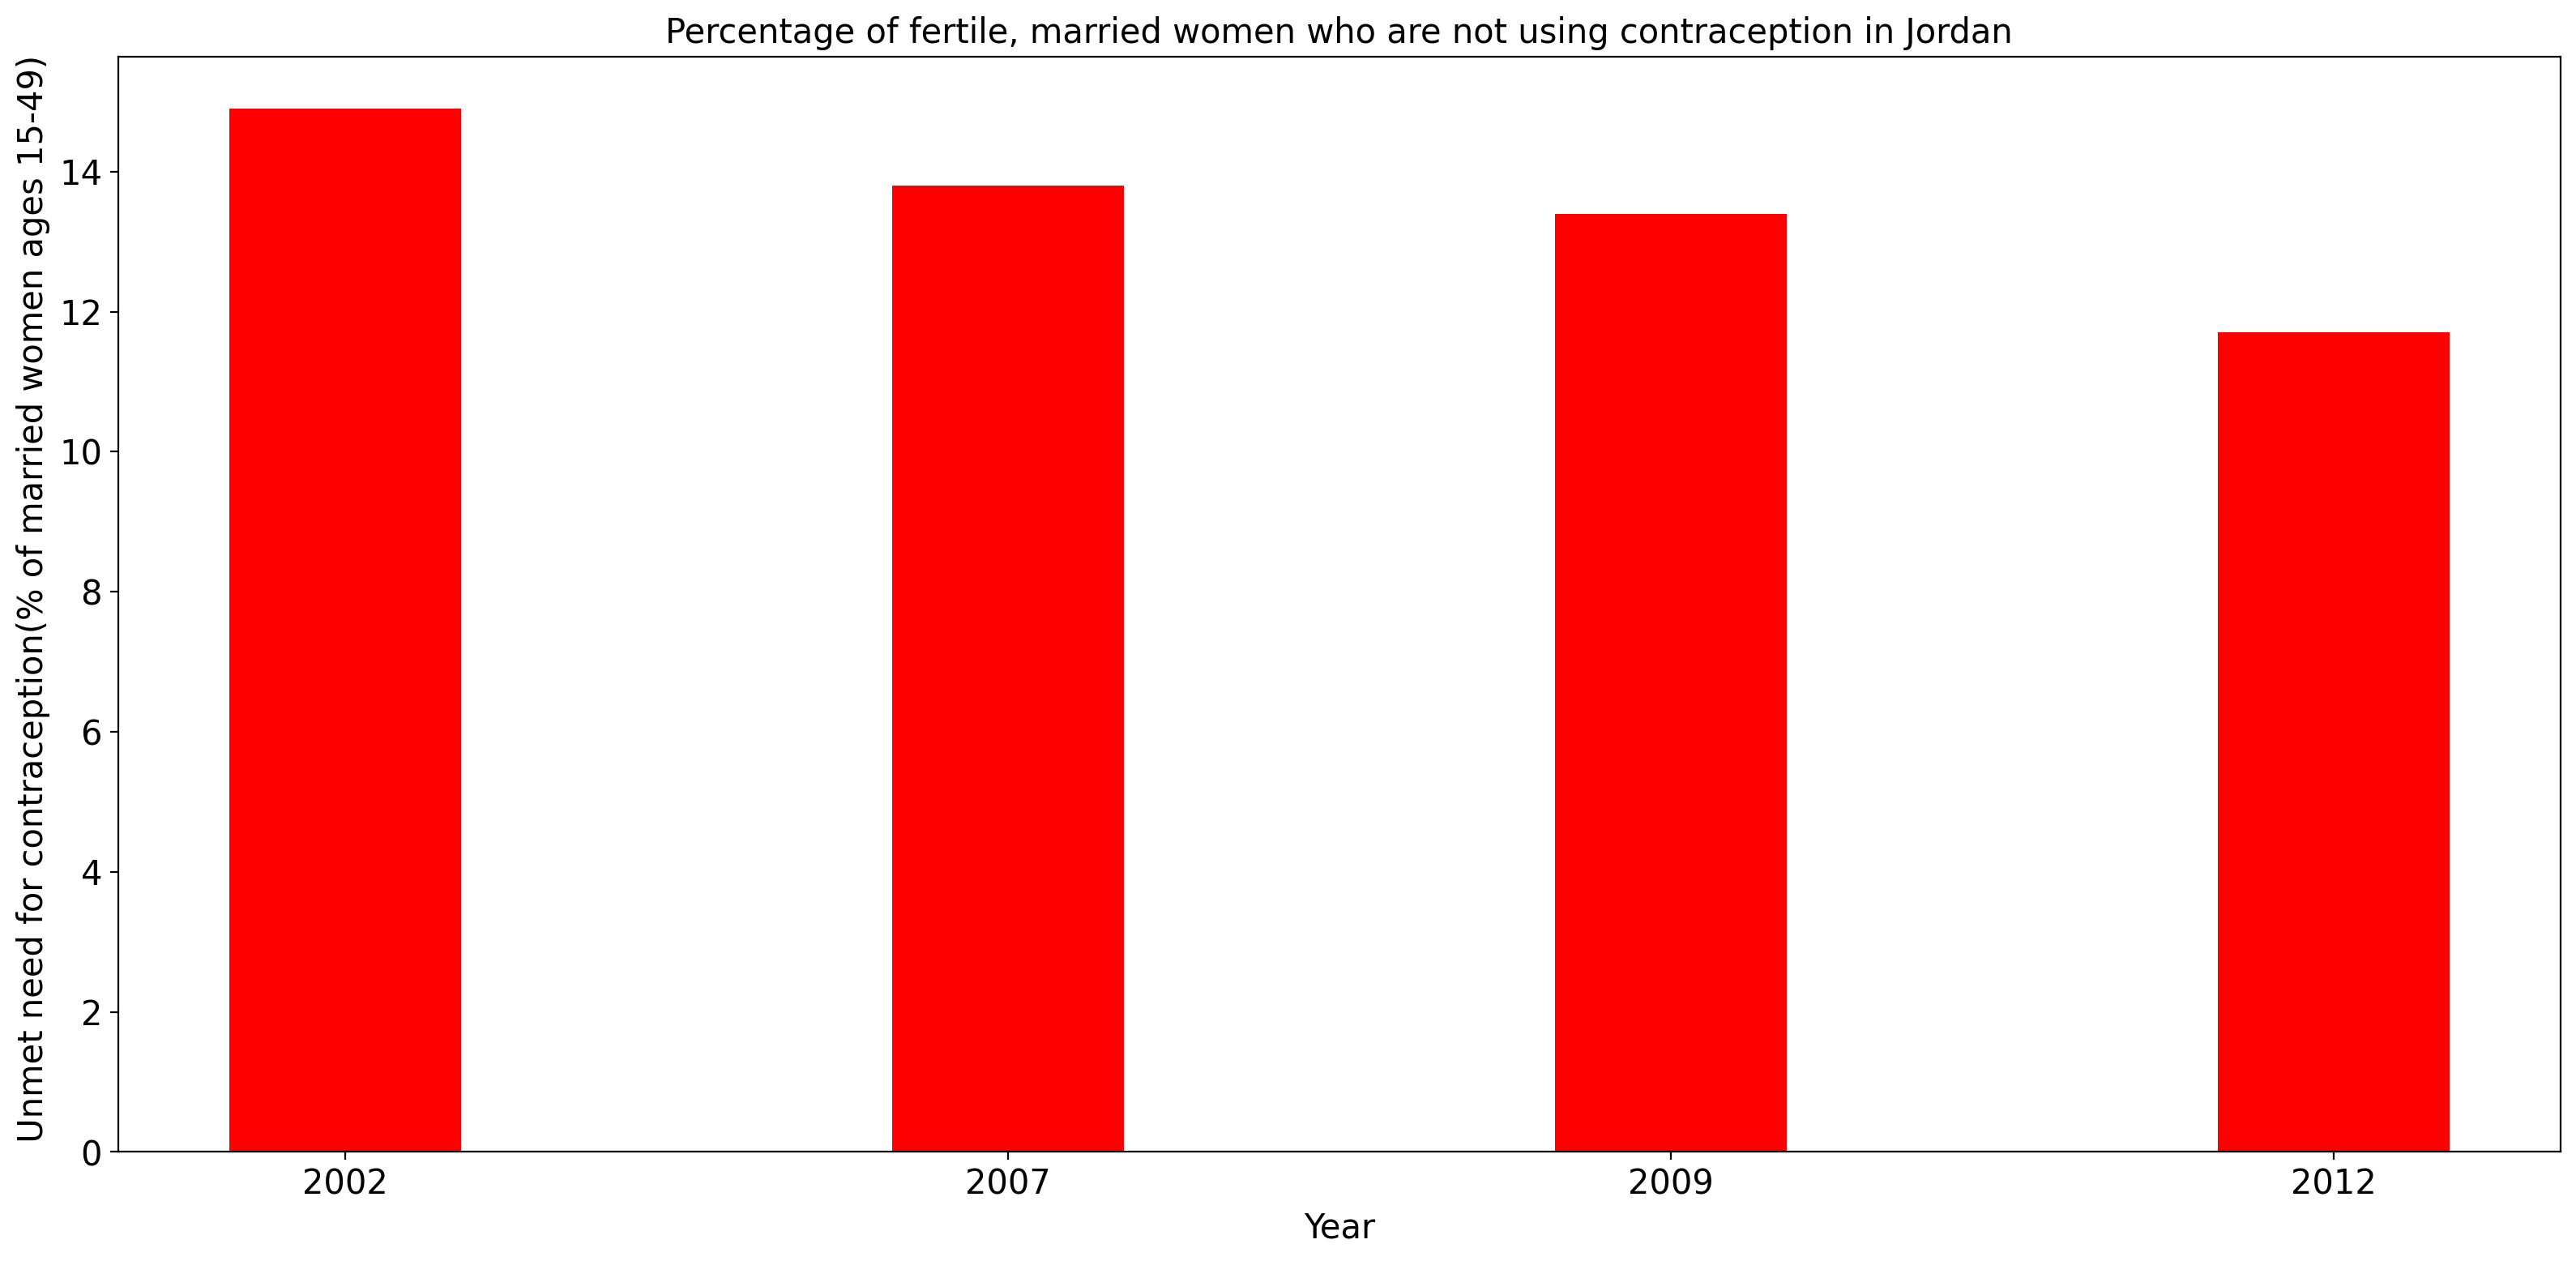 Percentage of fertile, married women who are not using contraception in Jordan
Unmet need for contraception(% of married women ages 15-49)
14
12
10
8
6
4
2
0
2002 2007 2009 2012
Year